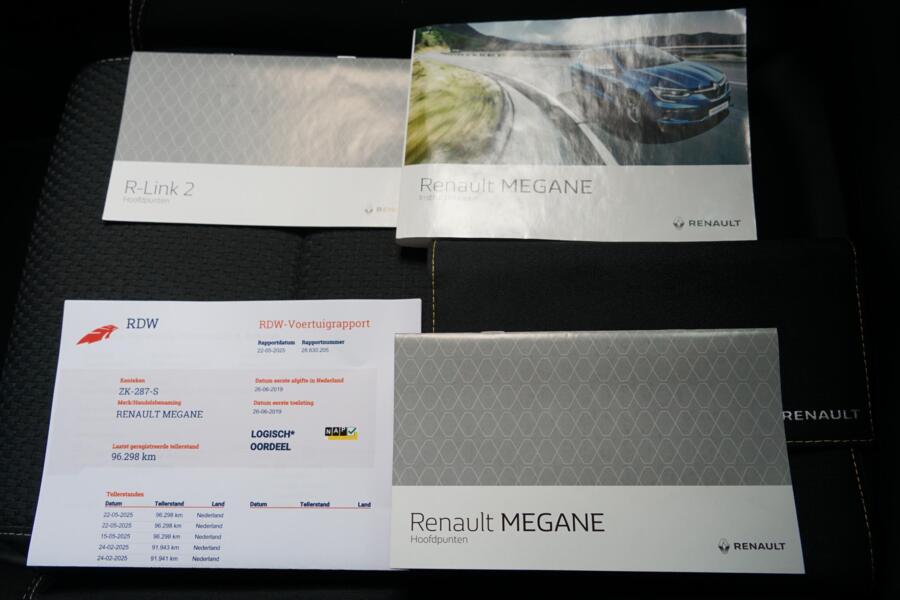 R-Link 2
Hoofdpunten
Renault MEGANE
RENAULT
RDW
RDW-Voertuigrapport
Rapportdatum Rapportnummer
22-05-2025 28.630.205
Kenteken
ZK-287-S
Merk/Handelsbenaming
RENAULT MEGANE
Laatst geregistreerde tellerstand
96.298 km
Datum eerste afgifte in Nederland
26-06-2019
Datum eerste toelating
26-06-2019
LOGISCH*
OORDEEL
NAP
Tellerstanden
Datum Tellerstand Land Datum Tellerstand Land
22-05-2025 96.298 km Nederland
22-05-2025 96.298 km Nederland
15-05-2025 96.298 km Nederland
24-02-2025 91.943 km Nederland
24-02-2025 91.941 km Nederland
RENAULT
Renault MEGANE
Hoofdpunten
RENAULT